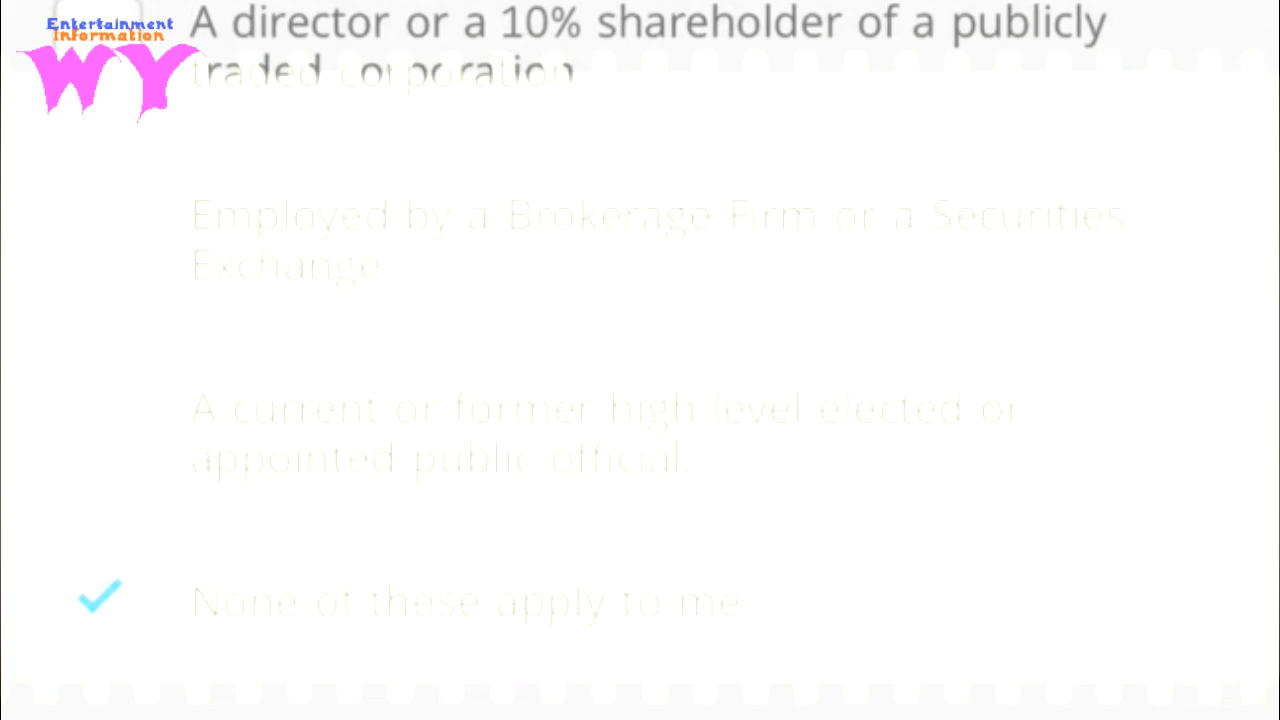 Entertainment
Information
WY
A director or a 10% shareholder of a publicly
traded corporation
Employed by a Brokerage Firm or a Securities
Exchange
A current or former high level elected or
appointed public official.
None of these apply to me